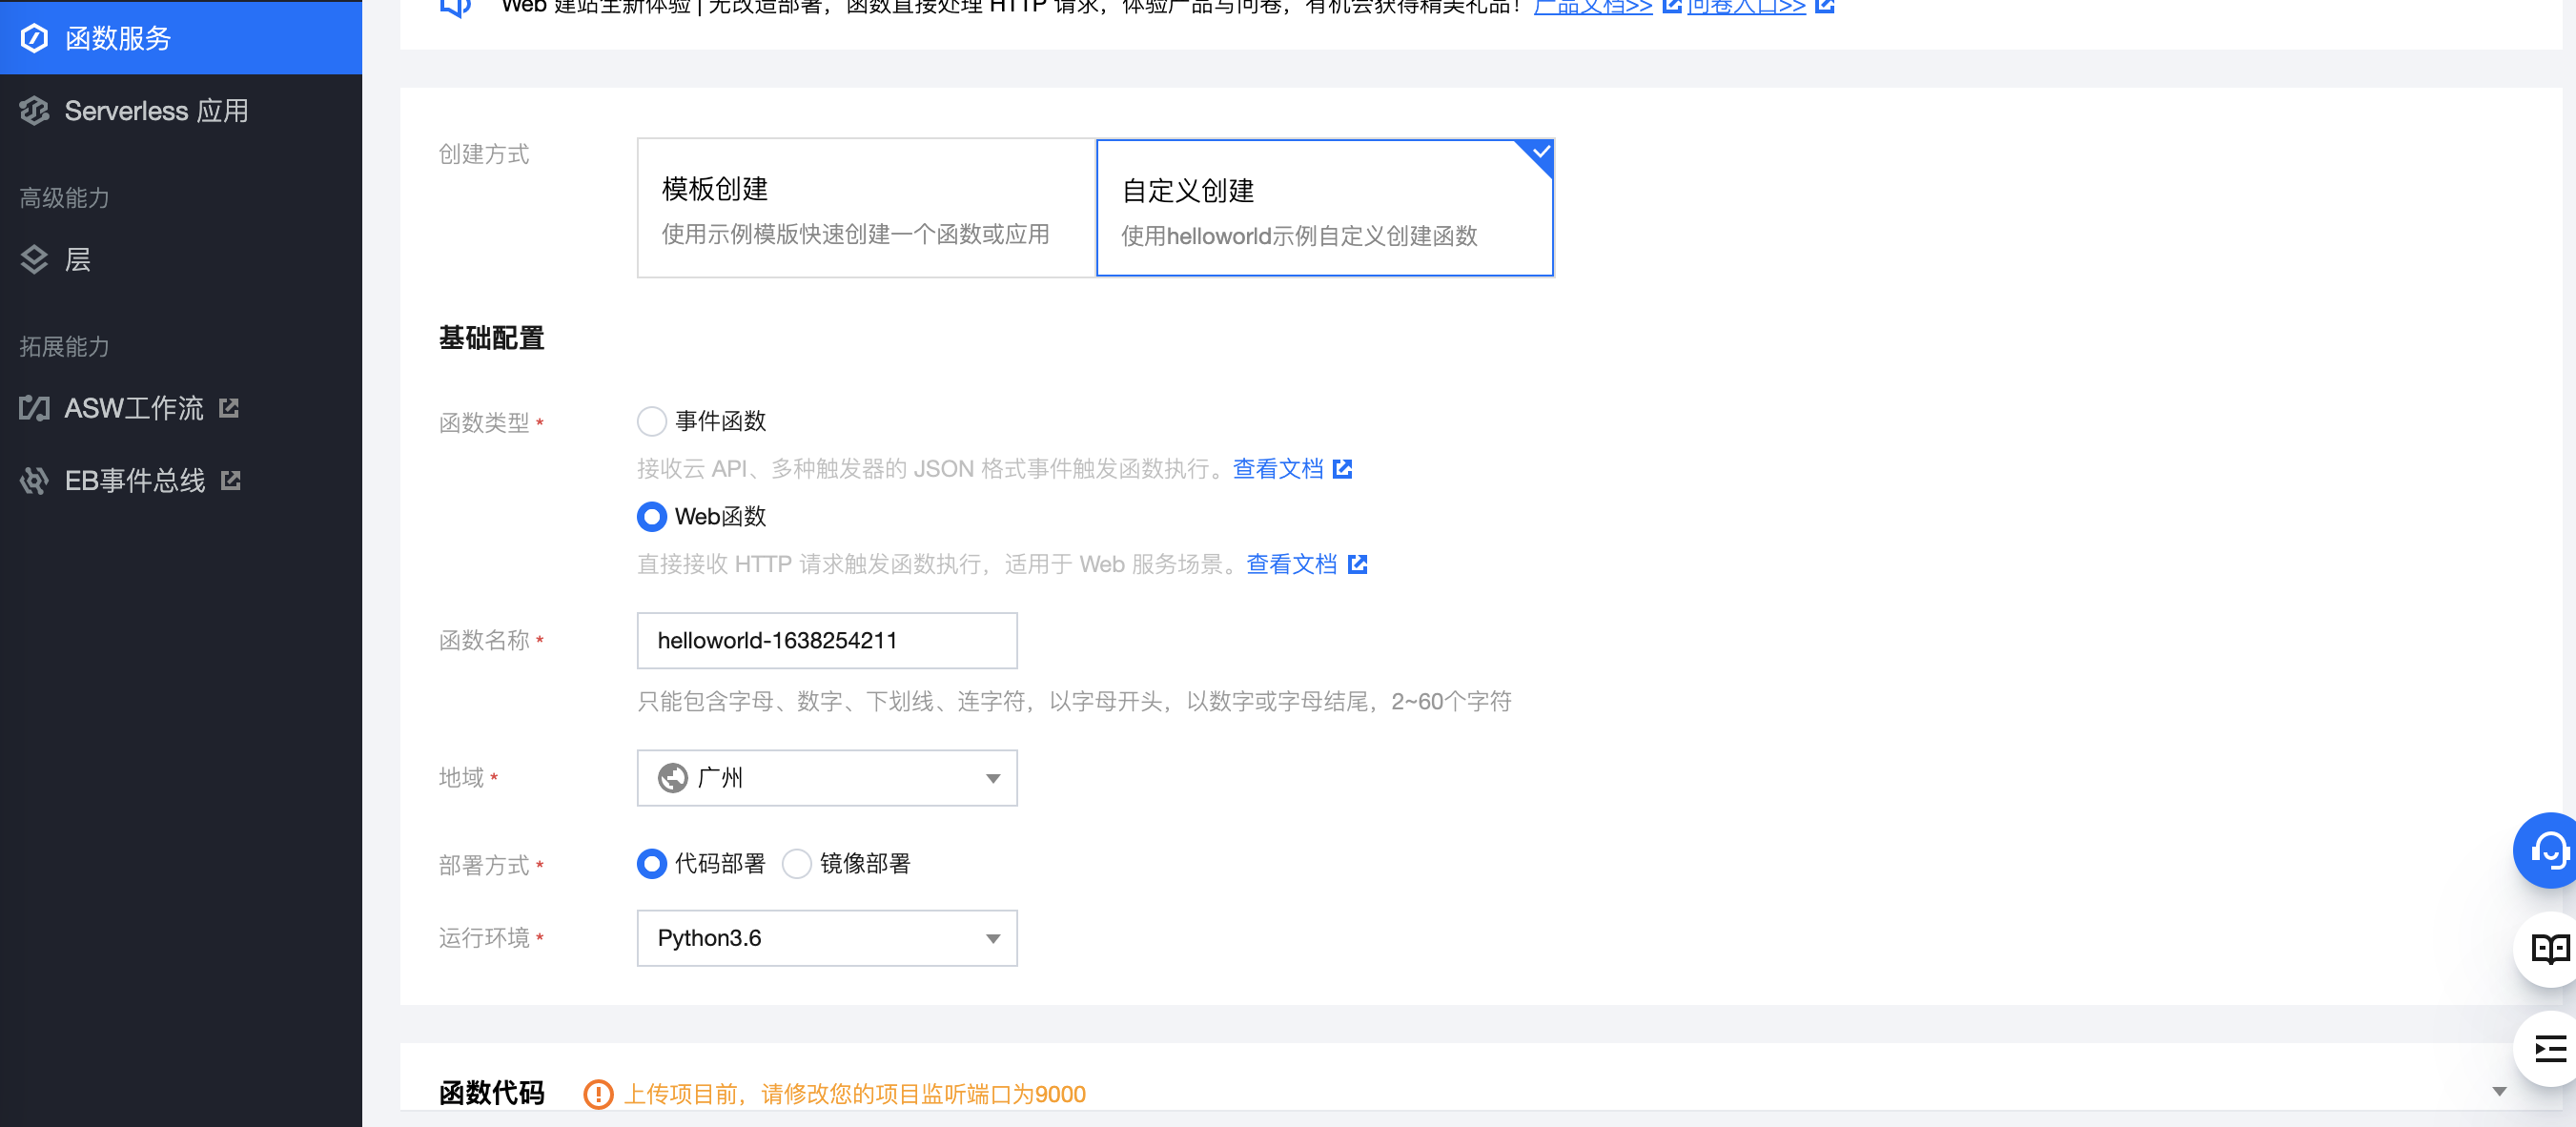 函数服务
Serverless 应用
高级能力
层
拓展能力
ASW工作流
EB事件总线
Web 建站全新体验 | 无改造部署，函数直接处理 HTTP 请求，体验产品写问卷，有机会获得精美礼品！产品文档>> 问卷入口>>
创建方式
模板创建
使用示例模版快速创建一个函数或应用
自定义创建
使用helloworld示例自定义创建函数
基础配置
函数类型*
事件函数
接收云 API、多种触发器的 JSON 格式事件触发函数执行。查看文档
Web函数
直接接收 HTTP 请求触发函数执行，适用于 Web 服务场景。查看文档
函数名称*
helloworld-1638254211
只能包含字母、数字、下划线、连字符，以字母开头，以数字或字母结尾，2~60个字符
地域*
广州
部署方式*
代码部署 镜像部署
运行环境*
Python3.6
函数代码
上传项目前，请修改您的项目监听端口为9000